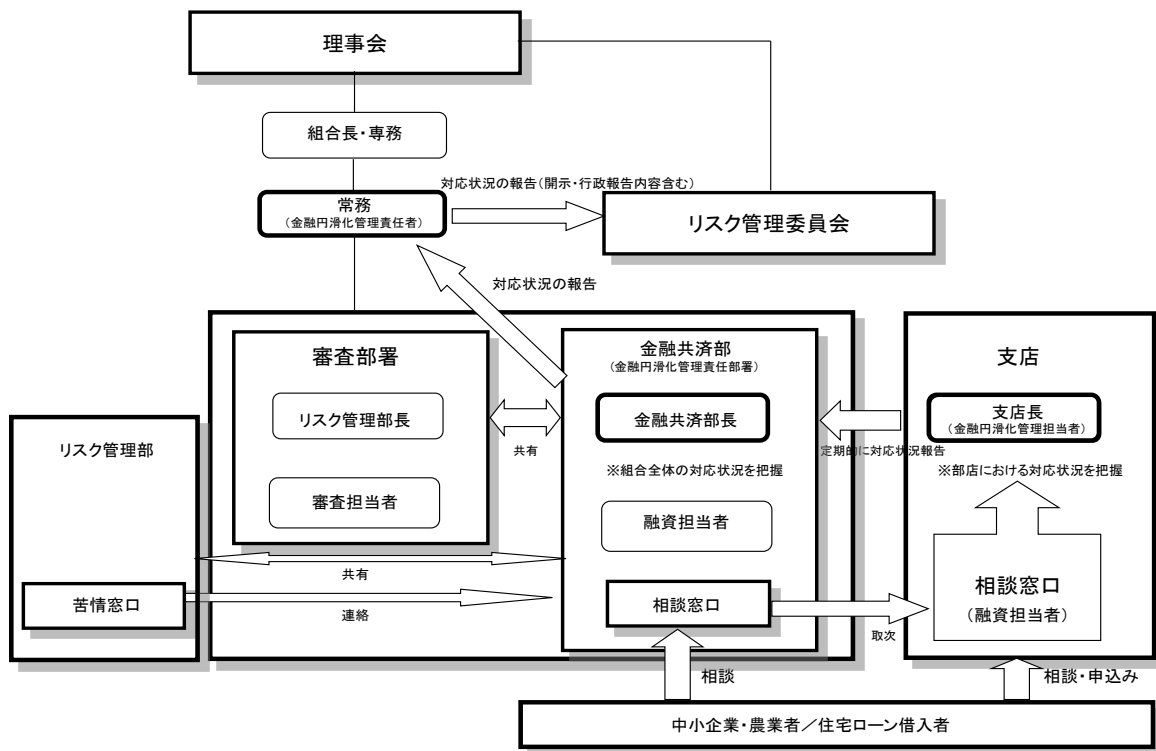 理事会
組合長・専務
対応状況の報告(開示・行政報告内容含む)
常務
(金融円滑化管理責任者)
リスク管理委員会
対応状況の報告
審査部署
リスク管理部長
審査担当者
共有
金融共済部
(金融円滑化管理責任部署)
金融共済部長
※組合全体の対応状況を把握
融資担当者
相談窓口
定期的に対応状況報告
支店
支店長
(金融円滑化管理担当者)
※部店における対応状況を把握
相談窓口
(融資担当者)
リスク管理部
苦情窓口
共有
連絡
取次
相談
相談・申込み
中小企業・農業者／住宅ローン借入者